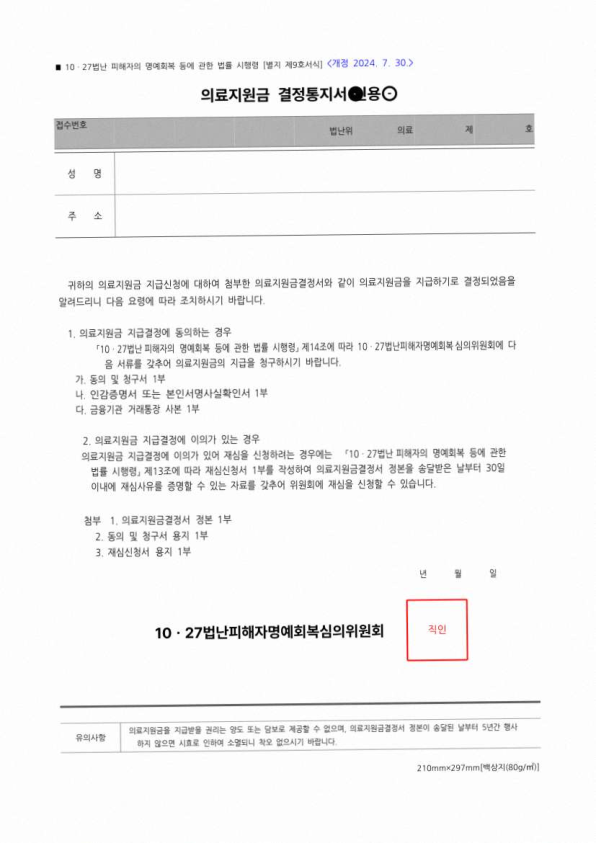 ■ 10 · 27법난 피해자의 명예회복 등에 관한 법률 시행령 [별지 제9호서식] <개정 2024. 7. 30.>
의료지원금 결정통지서 용
접수번호
법난위 의료 제 호
성 명
주 소
귀하의 의료지원금 지급신청에 대하여 첨부한 의료지원금결정서와 같이 의료지원금을 지급하기로 결정되었음을
알려드리니 다음 요령에 따라 조치하시기 바랍니다.
1. 의료지원금 지급결정에 동의하는 경우
「10 · 27법난 피해자의 명예회복 등에 관한 법률 시행령」 제14조에 따라 10 · 27법난피해자명예회복심의위원회에 다
음 서류를 갖추어 의료지원금의 지급을 청구하시기 바랍니다.
가. 동의 및 청구서 1부
나. 인감증명서 또는 본인서명사실확인서 1부
다. 금융기관 거래통장 사본 1부
2. 의료지원금 지급결정에 이의가 있는 경우
의료지원금 지급결정에 이의가 있어 재심을 신청하려는 경우에는 「10 · 27법난 피해자의 명예회복 등에 관한
법률 시행령」 제13조에 따라 재심신청서 1부를 작성하여 의료지원금결정서 정본을 송달받은 날부터 30일
이내에 재심사유를 증명할 수 있는 자료를 갖추어 위원회에 재심을 신청할 수 있습니다.
첨부 1. 의료지원금결정서 정본 1부
2. 동의 및 청구서 용지 1부
3. 재심신청서 용지 1부
년 월 일
10 · 27법난피해자명예회복심의위원회
직인
유의사항
의료지원금을 지급받을 권리는 양도 또는 담보로 제공할 수 없으며, 의료지원금결정서 정본이 송달된 날부터 5년간 행사
하지 않으면 시효로 인하여 소멸되니 착오 없으시기 바랍니다.
210mm×297mm[백상지(80g/㎡)]